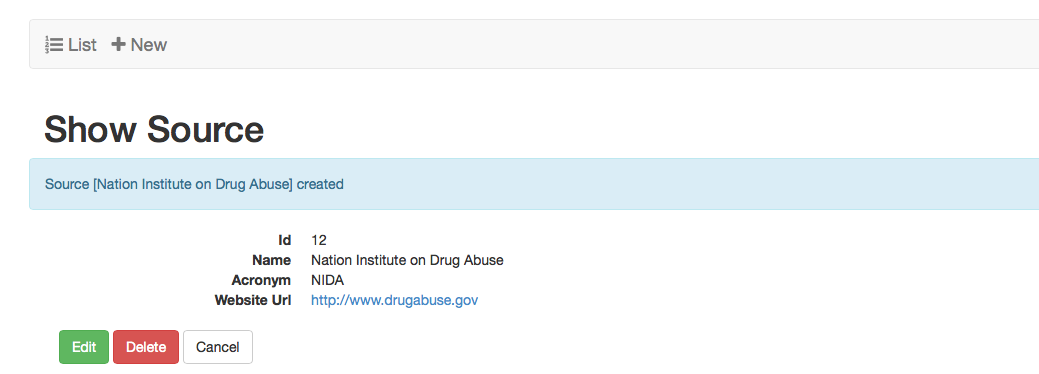 List New
Show Source
Source [Nation Institute on Drug Abuse] created
Id 12
Name Nation Institute on Drug Abuse
Acronym NIDA
Website Url http://www.drugabuse.gov
Edit Delete Cancel